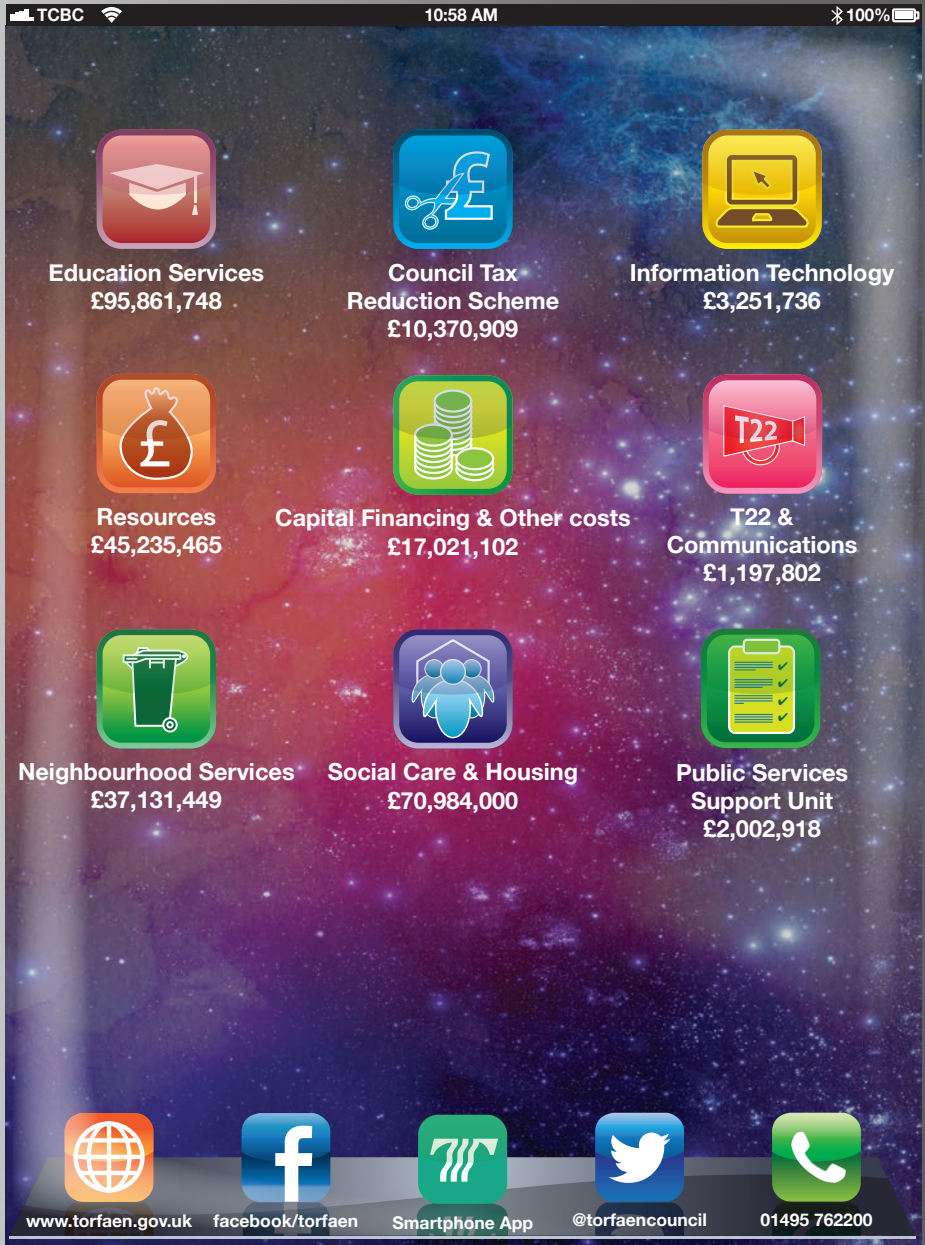 TCBC 10:58 AM 100%
Education Services
£95,861,748
Council Tax
Reduction Scheme
£10,370,909
Information Technology
£3,251,736
Resources
£45,235,465
Capital Financing & Other costs
£17,021,102
T22
T22 &
Communications
£1,197,802
Neighbourhood Services
£37,131,449
Social Care & Housing
£70,984,000
Public Services
Support Unit
£2,002,918
www.torfaen.gov.uk
facebook/torfaen
Smartphone App
@torfaencouncil
01495 762200